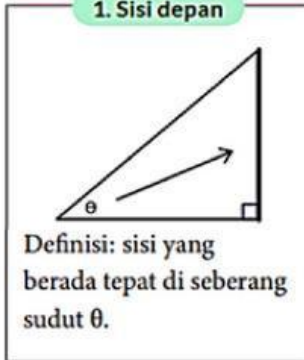 1. Sisi depan
θ
Definisi: sisi yang
berada tepat di seberang
sudut θ.